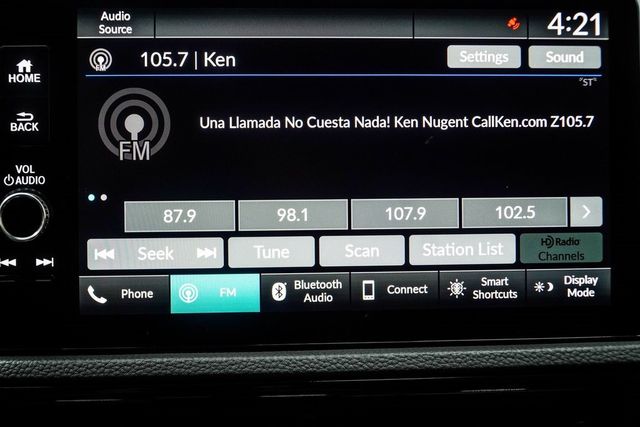 Audio
Source
4:21
HOME
FM
105.7 | Ken
Settings
Sound
"ST"
BACK
FM
Una Llamada No Cuesta Nada! Ken Nugent CallKen.com Z105.7
VOL
AUDIO
87.9
98.1
107.9
102.5
Seek
Tune
Scan
Station List
HD Radio
Channels
Phone
FM
Bluetooth
Audio
Connect
Smart
Shortcuts
Display
Mode